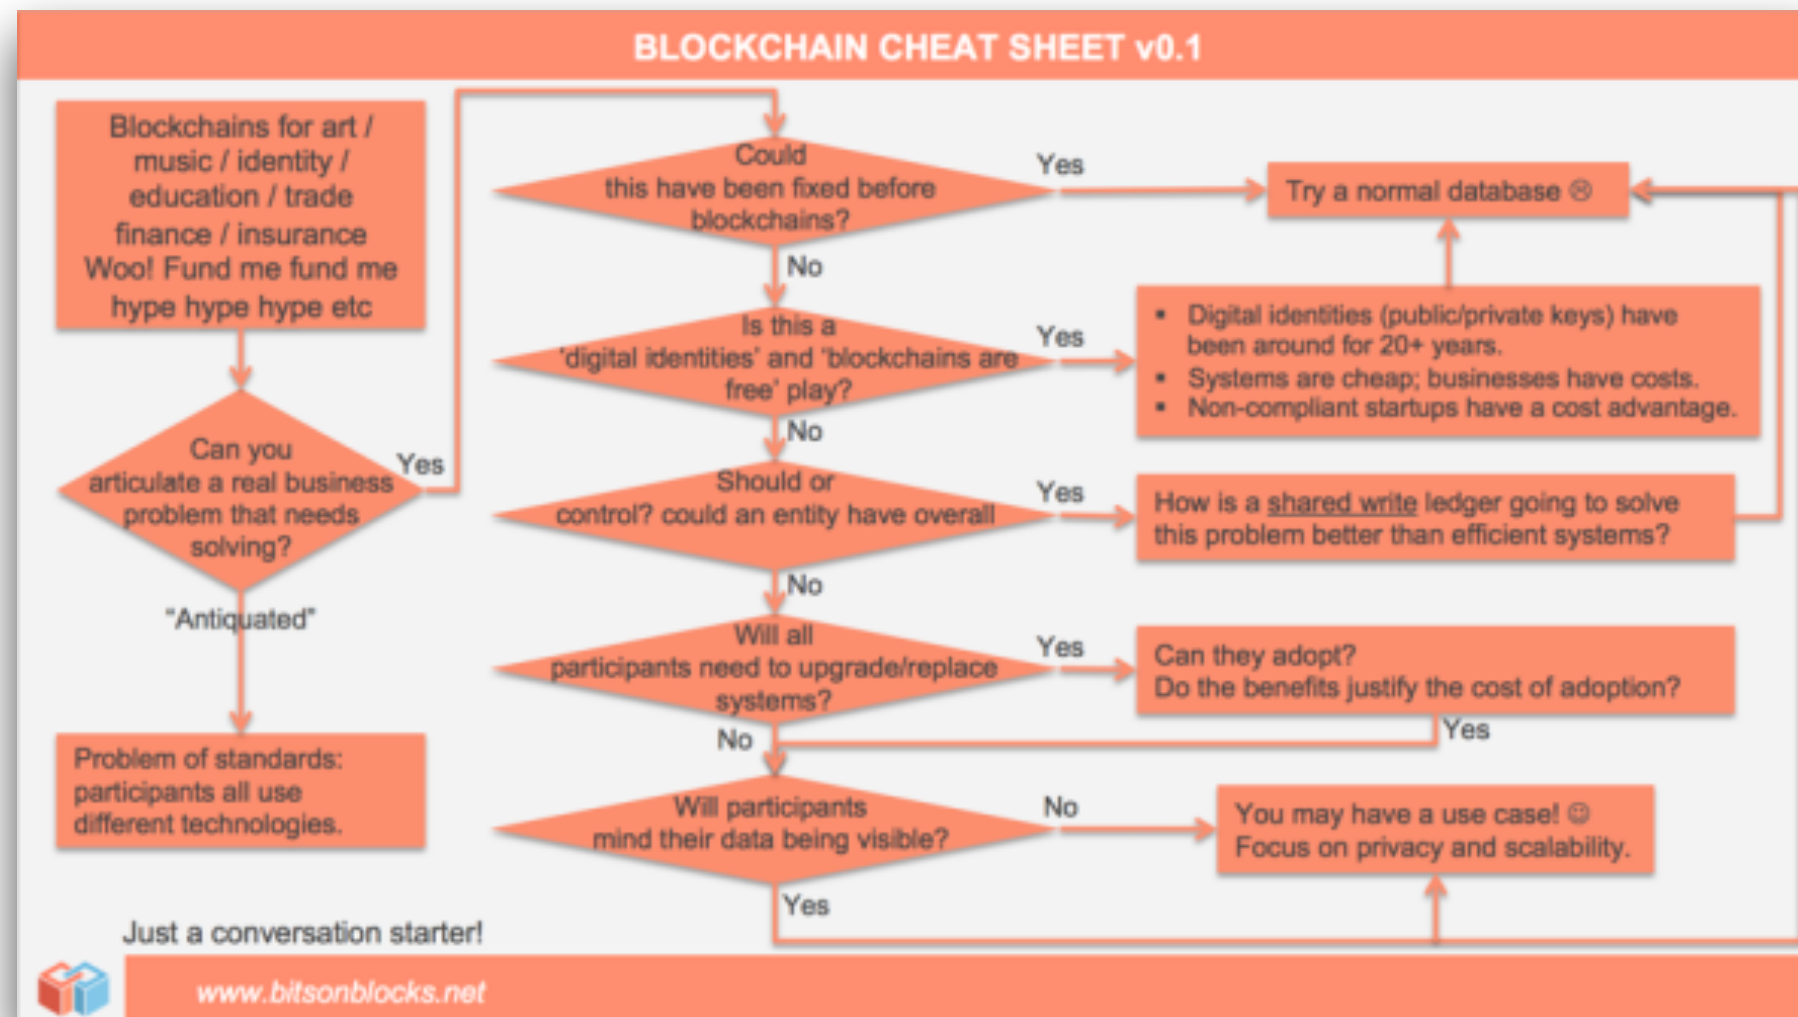 BLOCKCHAIN CHEAT SHEET v0.1
Blockchains for art /
music / identity /
education / trade
finance / insurance
Woo! Fund me fund me
hype hype hype etc
Can you
articulate a real business
problem that needs
solving?
Yes
"Antiquated"
Problem of standards:
participants all use
different technologies.
Could
this have been fixed before
blockchains?
Yes
Try a normal database ☹
No
Is this a
'digital identities' and 'blockchains are
free' play?
Yes
▪ Digital identities (public/private keys) have
been around for 20+ years.
▪ Systems are cheap; businesses have costs.
▪ Non-compliant startups have a cost advantage.
No
Should or
control? could an entity have overall
Yes
How is a shared write ledger going to solve
this problem better than efficient systems?
No
Will all
participants need to upgrade/replace
systems?
Yes
Can they adopt?
Do the benefits justify the cost of adoption?
Yes
No
Will participants
mind their data being visible?
No
You may have a use case! ☺
Focus on privacy and scalability.
Yes
Just a conversation starter!
www.bitsonblocks.net